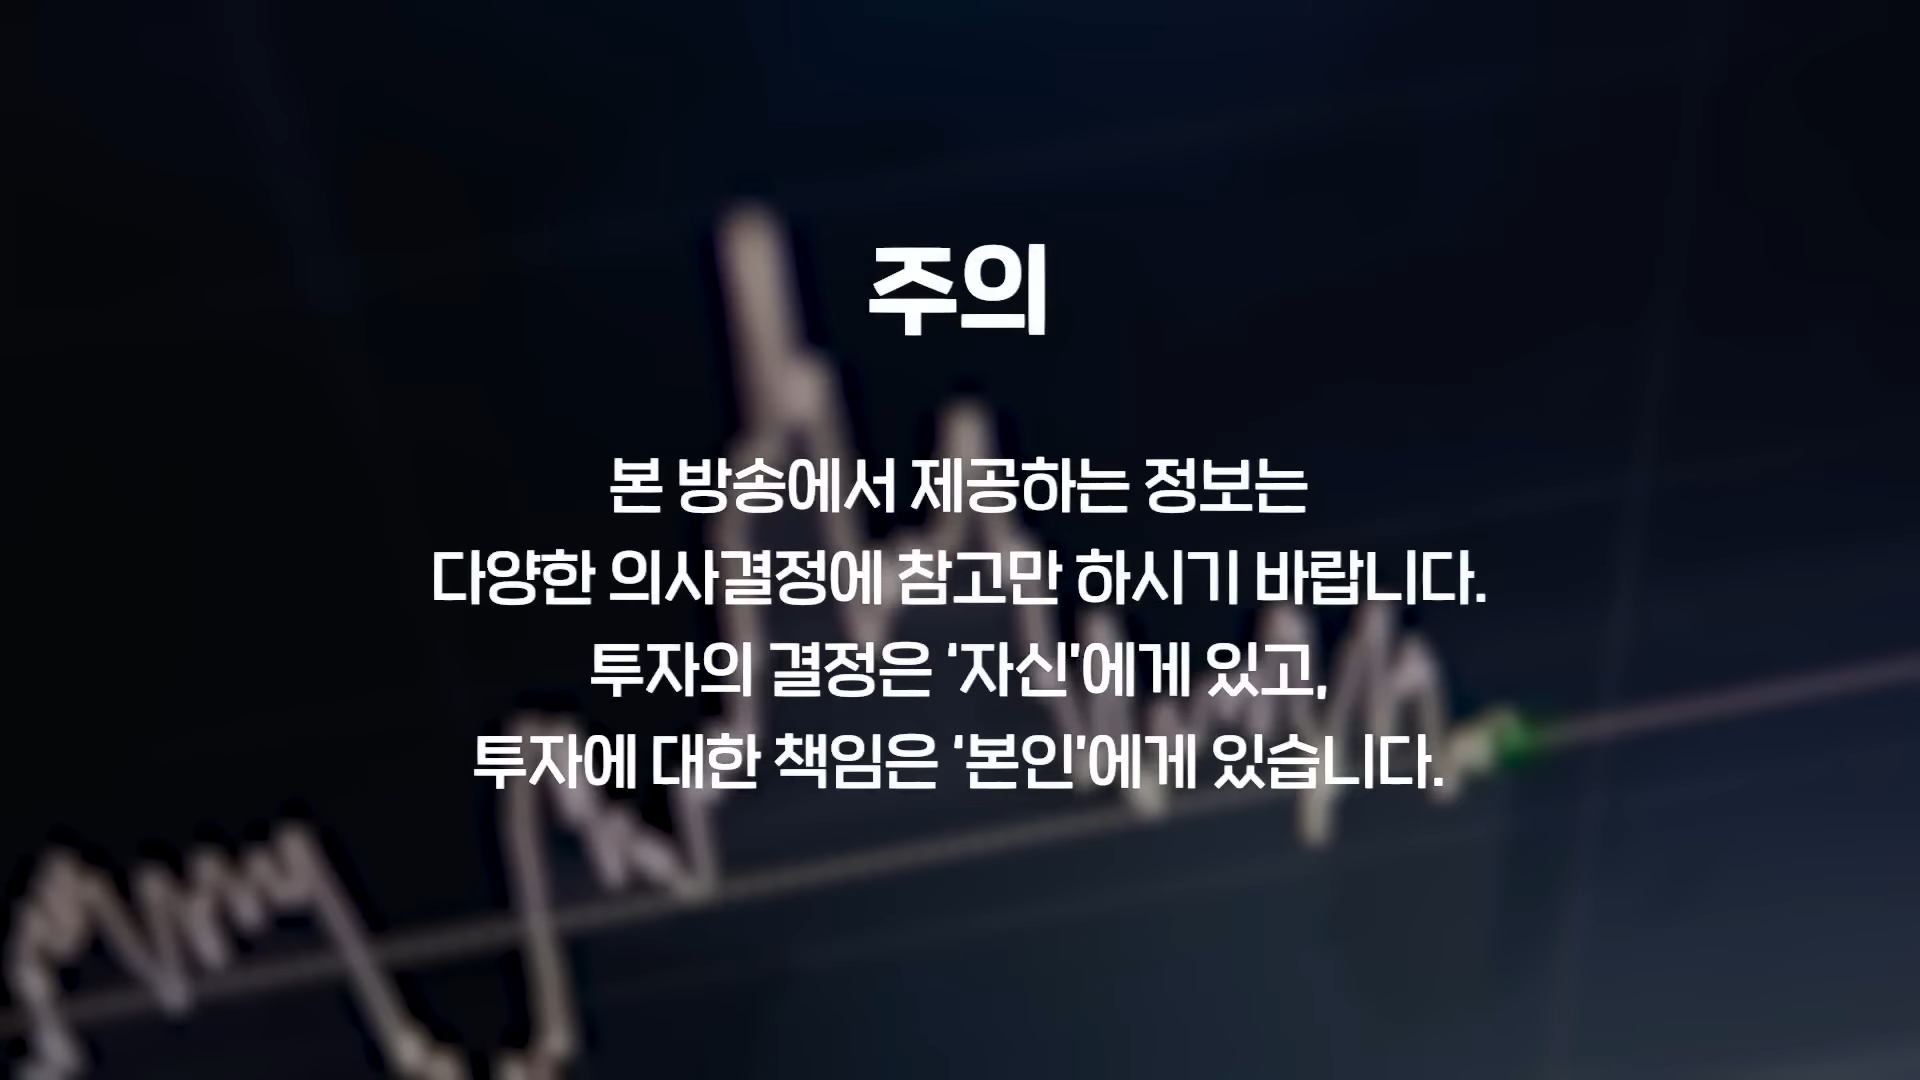 주의
본 방송에서 제공하는 정보는
다양한 의사결정에 참고만 하시기 바랍니다.
투자의 결정은 ‘자신’에게 있고,
투자에 대한 책임은 ‘본인’에게 있습니다.